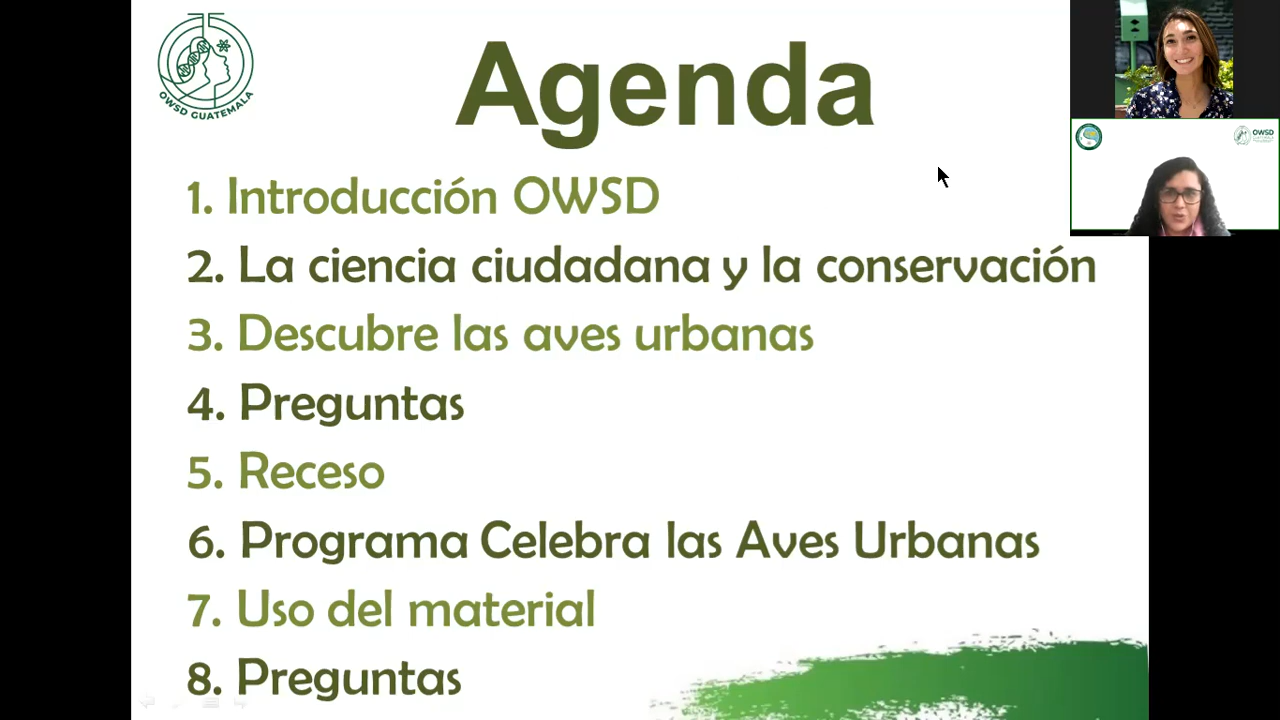 OWSD GUATEMALA
Agenda
1. Introducción OWSD
2. La ciencia ciudadana y la conservación
3. Descubre las aves urbanas
4. Preguntas
5. Receso
6. Programa Celebra las Aves Urbanas
7. Uso del material
8. Preguntas
OWSD